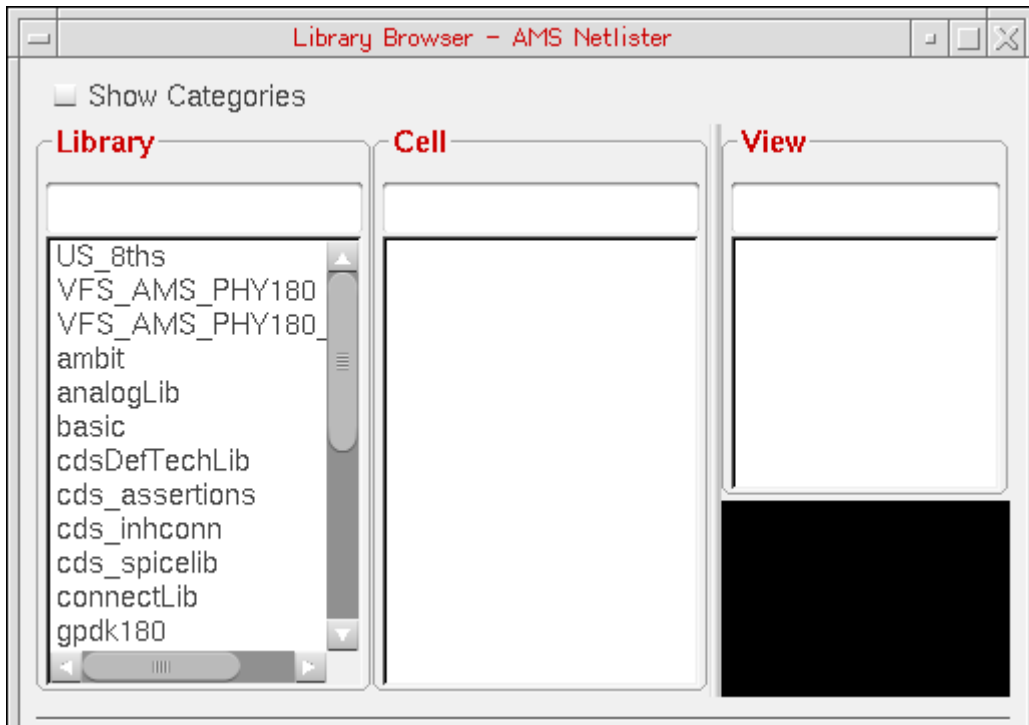 Library Browser - AMS Netlister
Show Categories
Library
Cell
View
US_8ths
VFS_AMS_PHY180
VFS_AMS_PHY180_
ambit
analogLib
basic
cdsDefTechLib
cds_assertions
cds_inhconn
cds_spicelib
connectLib
gpdk180